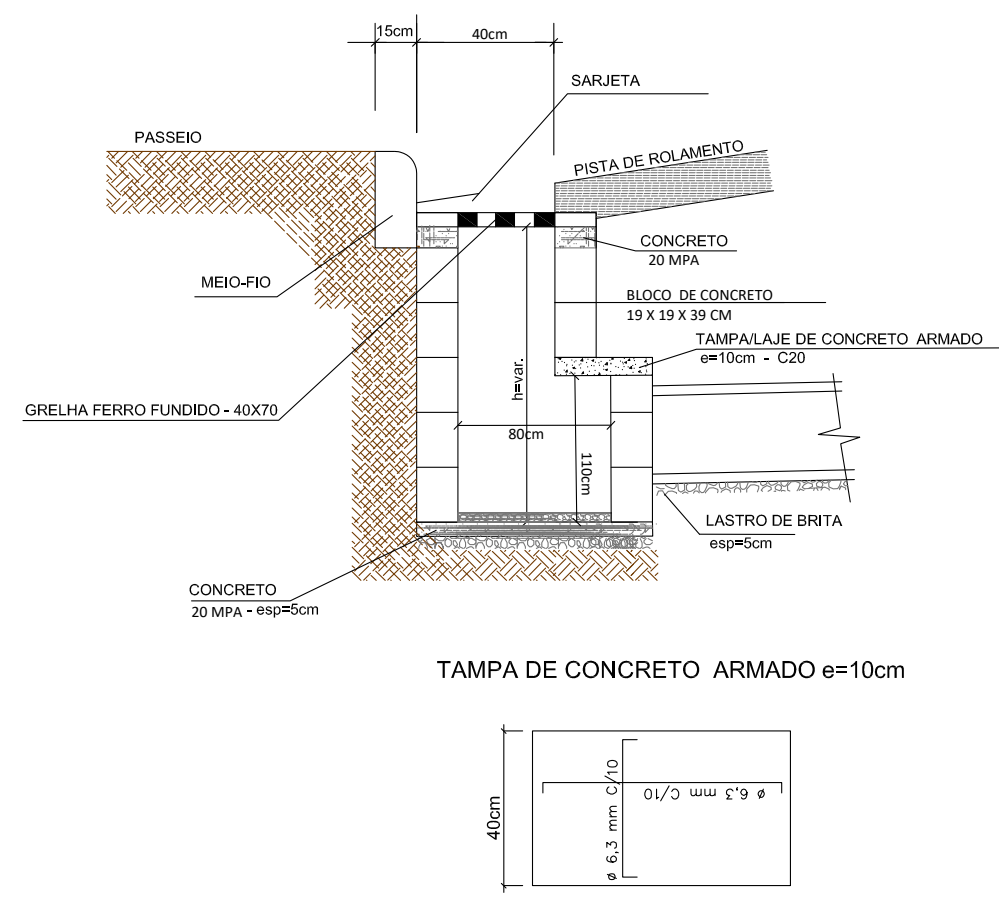 15cm
40cm
SARJETA
PASSEIO
PISTA DE ROLAMENTO
CONCRETO
20 MPA
MEIO-FIO
BLOCO DE CONCRETO
19 X 19 X 39 CM
TAMPA/LAJE DE CONCRETO ARMADO
e=10cm - C20
h=var.
GRELHA FERRO FUNDIDO - 40X70
80cm
110cm
LASTRO DE BRITA
esp=5cm
CONCRETO
20 MPA - esp=5cm
TAMPA DE CONCRETO ARMADO e=10cm
40cm
ø 6,3 mm C/10
ø 6,3 mm C/10